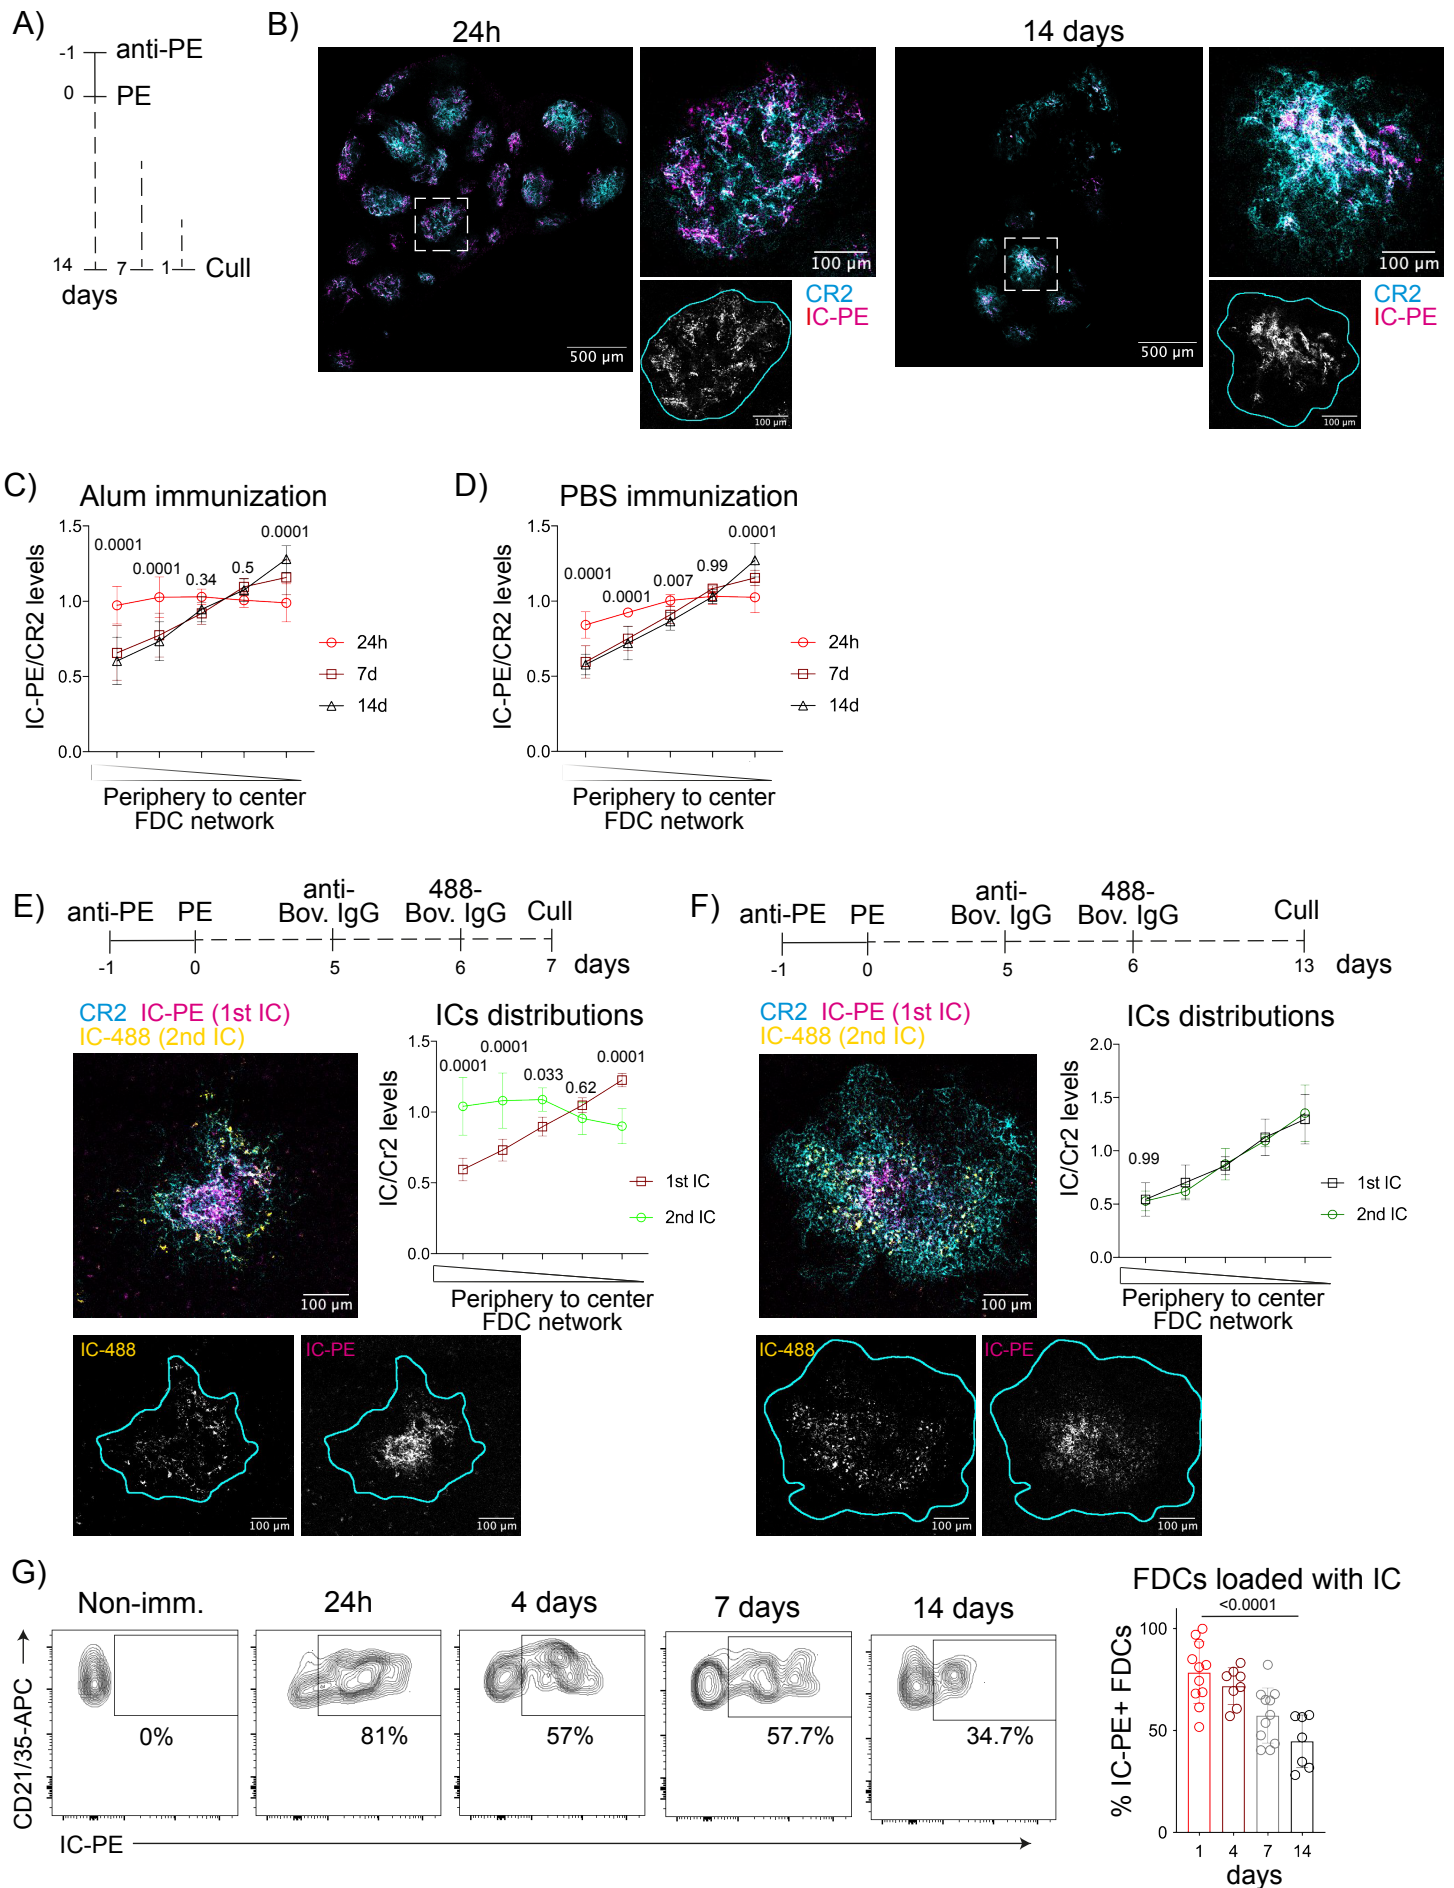 A)
-1 anti-PE
0 PE
14 7 1 Cull
days
B)
24h
14 days
500 µm
100 µm
CR2
IC-PE
100 µm
500 µm
100 µm
CR2
IC-PE
100 µm
C)
Alum immunization
IC-PE/CR2 levels
1.5
1.0
0.5
0.0
0.0001
0.0001
0.34
0.5
0.0001
24h
7d
14d
Periphery to center
FDC network
D)
PBS immunization
IC-PE/CR2 levels
1.5
1.0
0.5
0.0
0.0001
0.0001
0.007
0.99
0.0001
24h
7d
14d
Periphery to center
FDC network
E)
anti-PE PE anti-Bov. IgG 488-Bov. IgG Cull
-1 0 5 6 7 days
CR2 IC-PE (1st IC)
IC-488 (2nd IC)
100 µm
ICs distributions
IC/Cr2 levels
1.5
1.0
0.5
0.0
0.0001
0.0001
0.033
0.62
0.0001
1st IC
2nd IC
Periphery to center
FDC network
IC-488
100 µm
IC-PE
100 µm
F)
anti-PE PE anti-Bov. IgG 488-Bov. IgG Cull
-1 0 5 6 13 days
CR2 IC-PE (1st IC)
IC-488 (2nd IC)
100 µm
ICs distributions
IC/Cr2 levels
2.0
1.5
1.0
0.5
0.0
0.99
1st IC
2nd IC
Periphery to center
FDC network
IC-488
100 µm
IC-PE
100 µm
G)
Non-imm. 24h 4 days 7 days 14 days
CD21/35-APC
0% 81% 57% 57.7% 34.7%
IC-PE
FDCs loaded with IC
<0.0001
% IC-PE+ FDCs
100
50
0
1 4 7 14
days